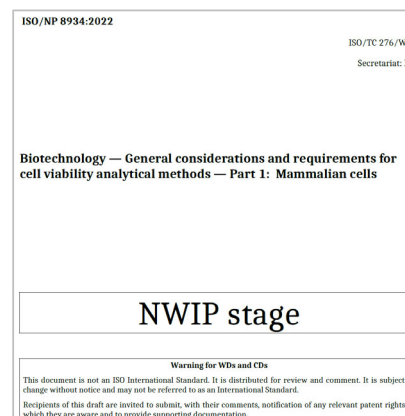 ISO/NP 8934:2022
ISO/TC 276/W
Secretariat:
Biotechnology — General considerations and requirements for
cell viability analytical methods — Part 1: Mammalian cells
NWIP stage
Warning for WDs and CDs
This document is not an ISO International Standard. It is distributed for review and comment. It is subject
change without notice and may not be referred to as an International Standard.
Recipients of this draft are invited to submit, with their comments, notification of any relevant patent rights
which they are aware and to provide supporting documentation.